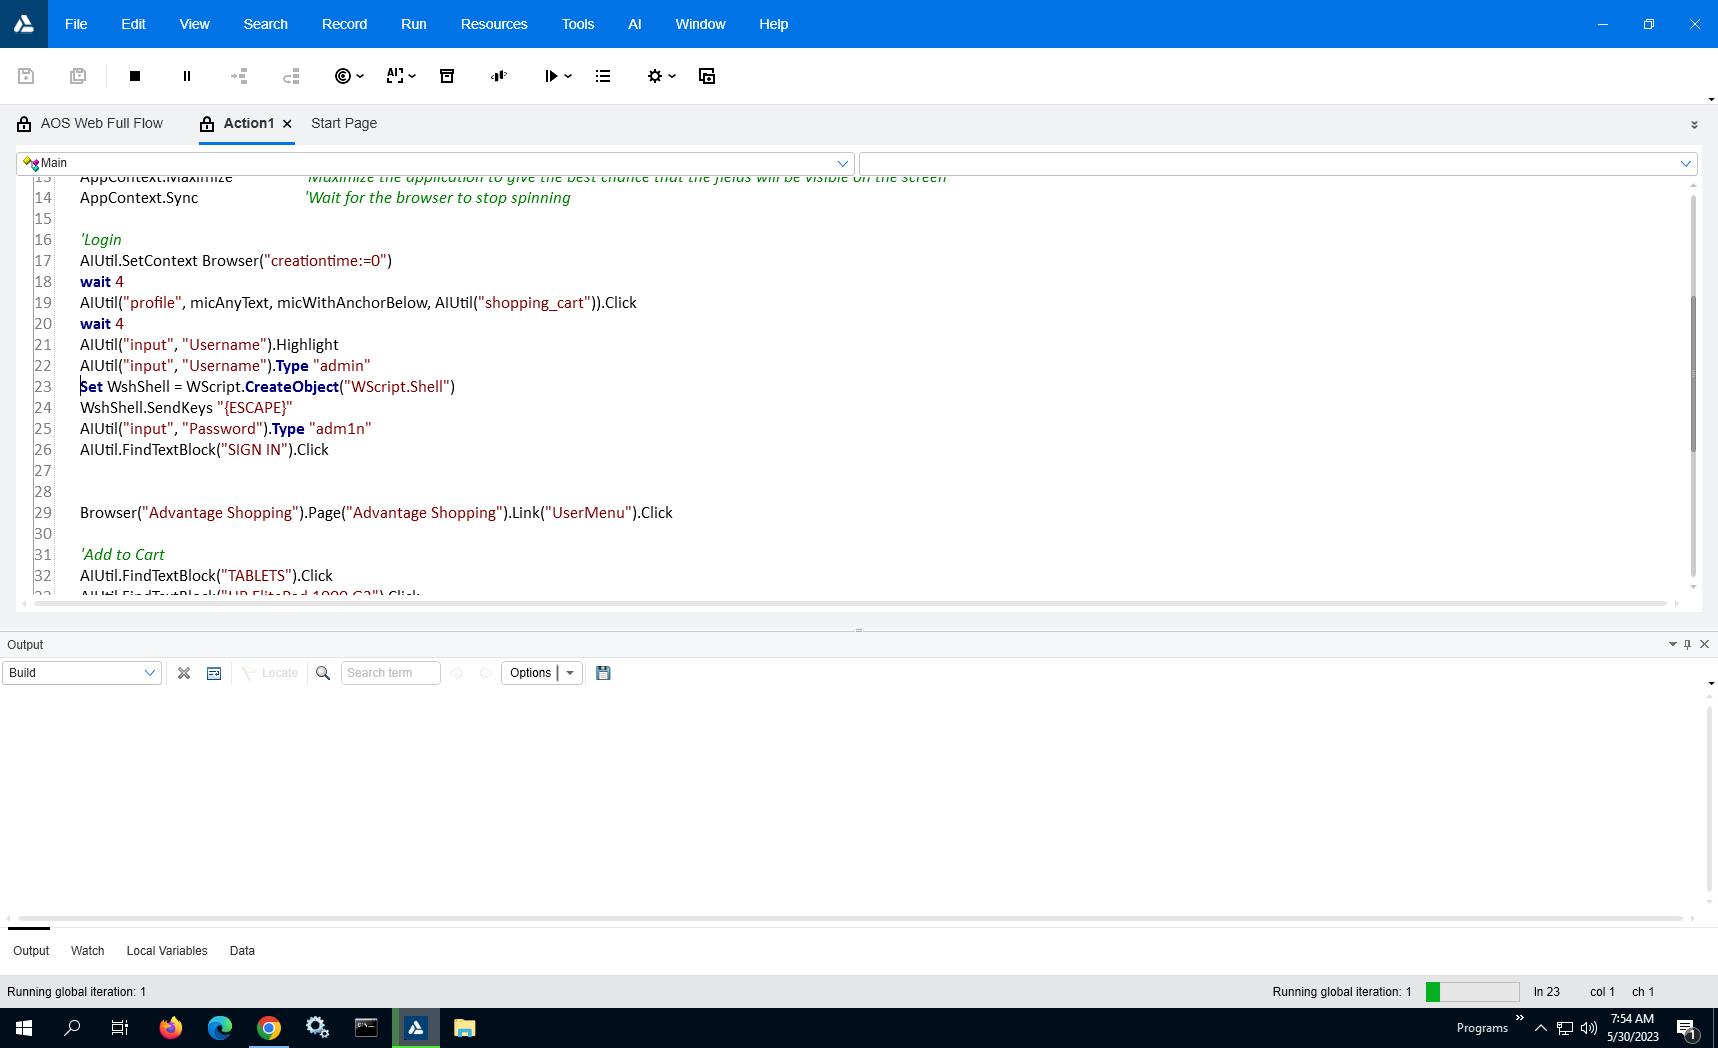 File Edit View Search Record Run Resources Tools AI Window Help
AOS Web Full Flow Action1 Start Page
Main
13 AppContext.Maximize 'Maximize the application to give the best chance that the fields will be visible on the screen
14 AppContext.Sync 'Wait for the browser to stop spinning
15
16 'Login
17 AIUtil.SetContext Browser("creationtime:=0")
18 wait 4
19 AIUtil("profile", micAnyText, micWithAnchorBelow, AIUtil("shopping_cart")).Click
20 wait 4
21 AIUtil("input", "Username").Highlight
22 AIUtil("input", "Username").Type "admin"
23 Set WshShell = WScript.CreateObject("WScript.Shell")
24 WshShell.SendKeys "{ESCAPE}"
25 AIUtil("input", "Password").Type "adm1n"
26 AIUtil.FindTextBlock("SIGN IN").Click
27
28
29 Browser("Advantage Shopping").Page("Advantage Shopping").Link("UserMenu").Click
30
31 'Add to Cart
32 AIUtil.FindTextBlock("TABLETS").Click
33 AIUtil.FindTextBlock("HP ElitePad 1000 G2").Click
Output
Build Locate Search term Options
Output Watch Local Variables Data
Running global iteration: 1 Running global iteration: 1 ln 23 col 1 ch 1
Programs 7:54 AM
5/30/2023 1